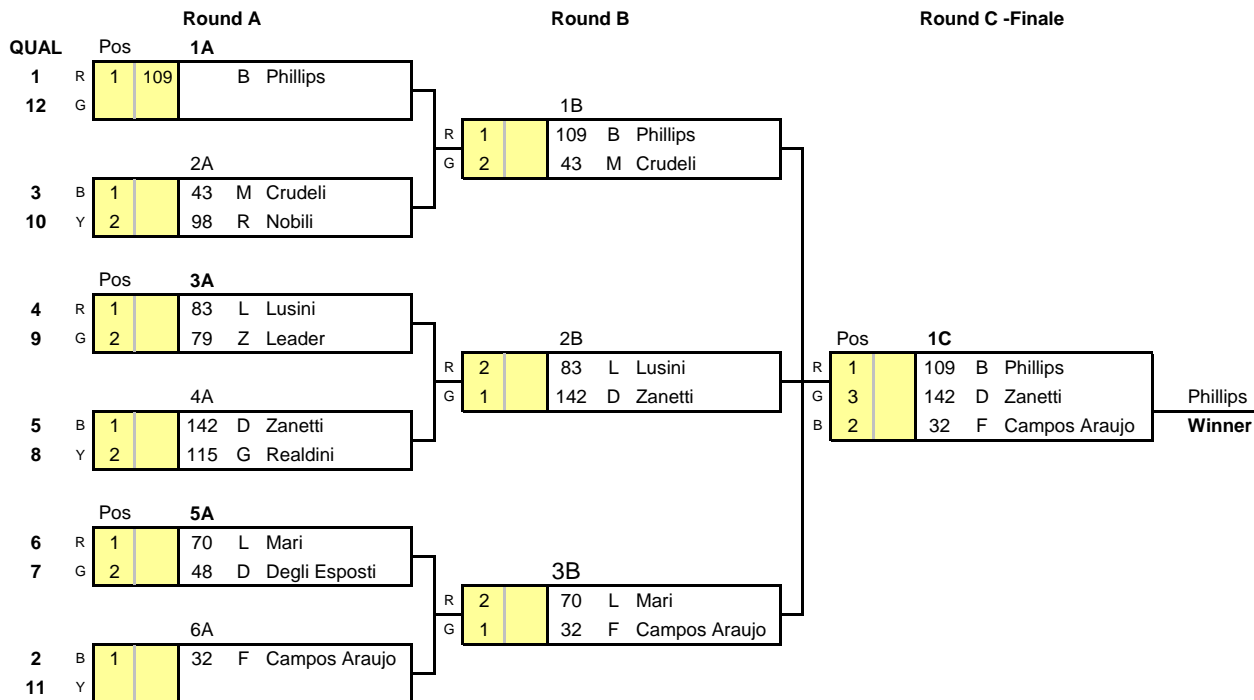 Round A Round B Round C -Finale
QUAL Pos 1A
1 R 1 109 B Phillips
12 G
1B
R 1 109 B Phillips
G 2 43 M Crudeli
2A
3 B 1 43 M Crudeli
10 Y 2 98 R Nobili
Pos 3A
4 R 1 83 L Lusini
9 G 2 79 Z Leader
2B
R 2 83 L Lusini
G 1 142 D Zanetti
Pos 1C
R 1 109 B Phillips
G 3 142 D Zanetti
B 2 32 F Campos Araujo
Phillips
Winner
4A
5 B 1 142 D Zanetti
8 Y 2 115 G Realdini
Pos 5A
6 R 1 70 L Mari
7 G 2 48 D Degli Esposti
3B
R 2 70 L Mari
G 1 32 F Campos Araujo
6A
2 B 1 32 F Campos Araujo
11 Y